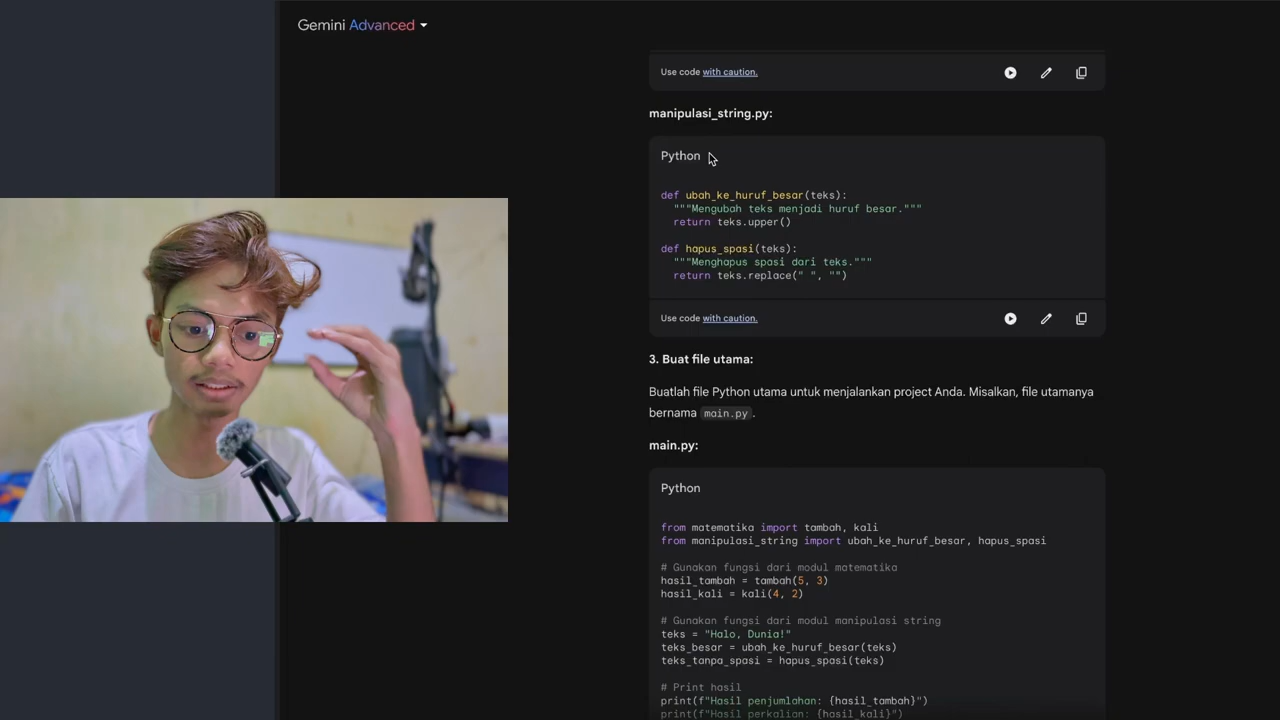 Gemini Advanced
Use code with caution.
manipulasi_string.py:
Python
def ubah_ke_huruf_besar(teks):
"""Mengubah teks menjadi huruf besar."""
return teks.upper()
def hapus_spasi(teks):
"""Menghapus spasi dari teks."""
return teks.replace(" ", "")
Use code with caution.
3. Buat file utama:
Buatlah file Python utama untuk menjalankan project Anda. Misalkan, file utamanya
bernama main.py.
main.py:
Python
from matematika import tambah, kali
from manipulasi_string import ubah_ke_huruf_besar, hapus_spasi
# Gunakan fungsi dari modul matematika
hasil_tambah = tambah(5, 3)
hasil_kali = kali(4, 2)
# Gunakan fungsi dari modul manipulasi string
teks = "Halo, Dunia!"
teks_besar = ubah_ke_huruf_besar(teks)
teks_tanpa_spasi = hapus_spasi(teks)
# Print hasil
print(f"Hasil penjumlahan: {hasil_tambah}")
print(f"Hasil perkalian: {hasil_kali}")